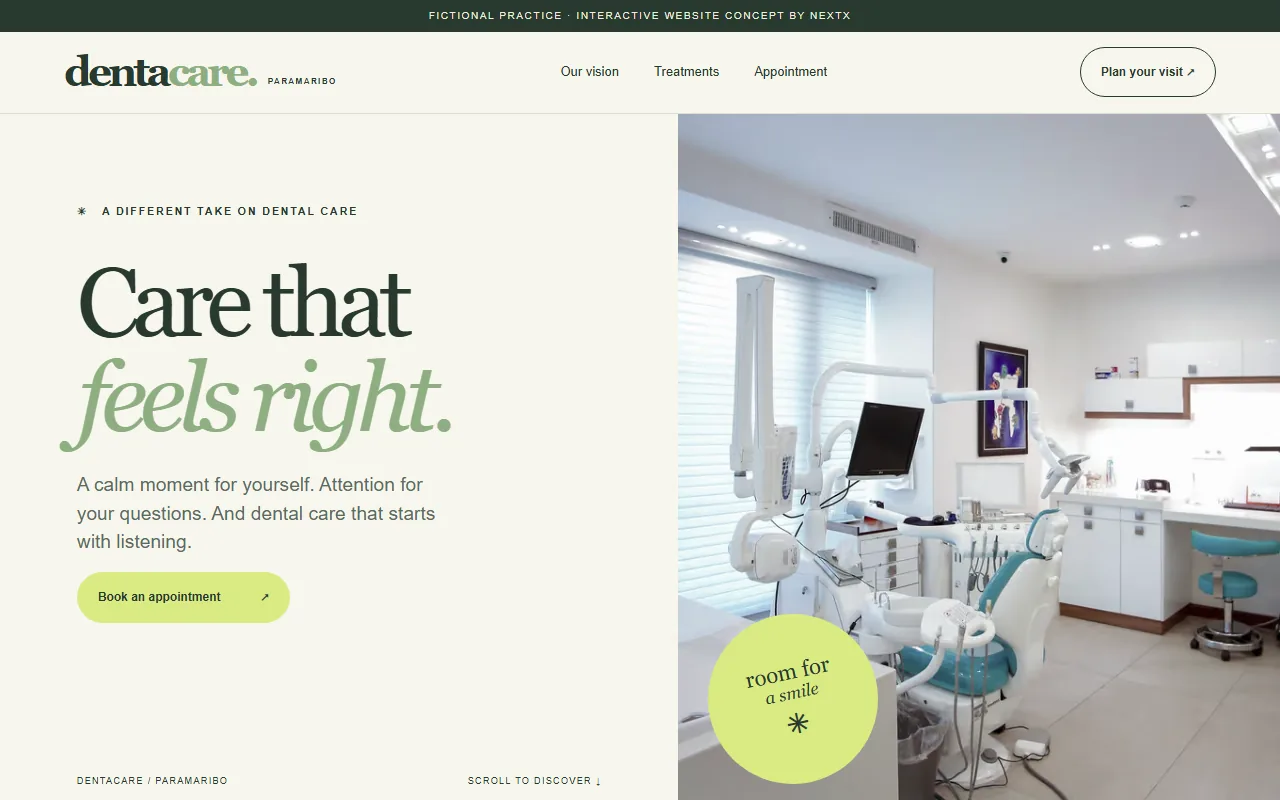 FICTIONAL PRACTICE · INTERACTIVE WEBSITE CONCEPT BY NEXTX
dentacare. PARAMARIBO
Our vision Treatments Appointment
Plan your visit ↗
✳ A DIFFERENT TAKE ON DENTAL CARE
Care that
feels right.
A calm moment for yourself. Attention for
your questions. And dental care that starts
with listening.
Book an appointment ↗
room for
a smile
✳
DENTACARE / PARAMARIBO
SCROLL TO DISCOVER ↓